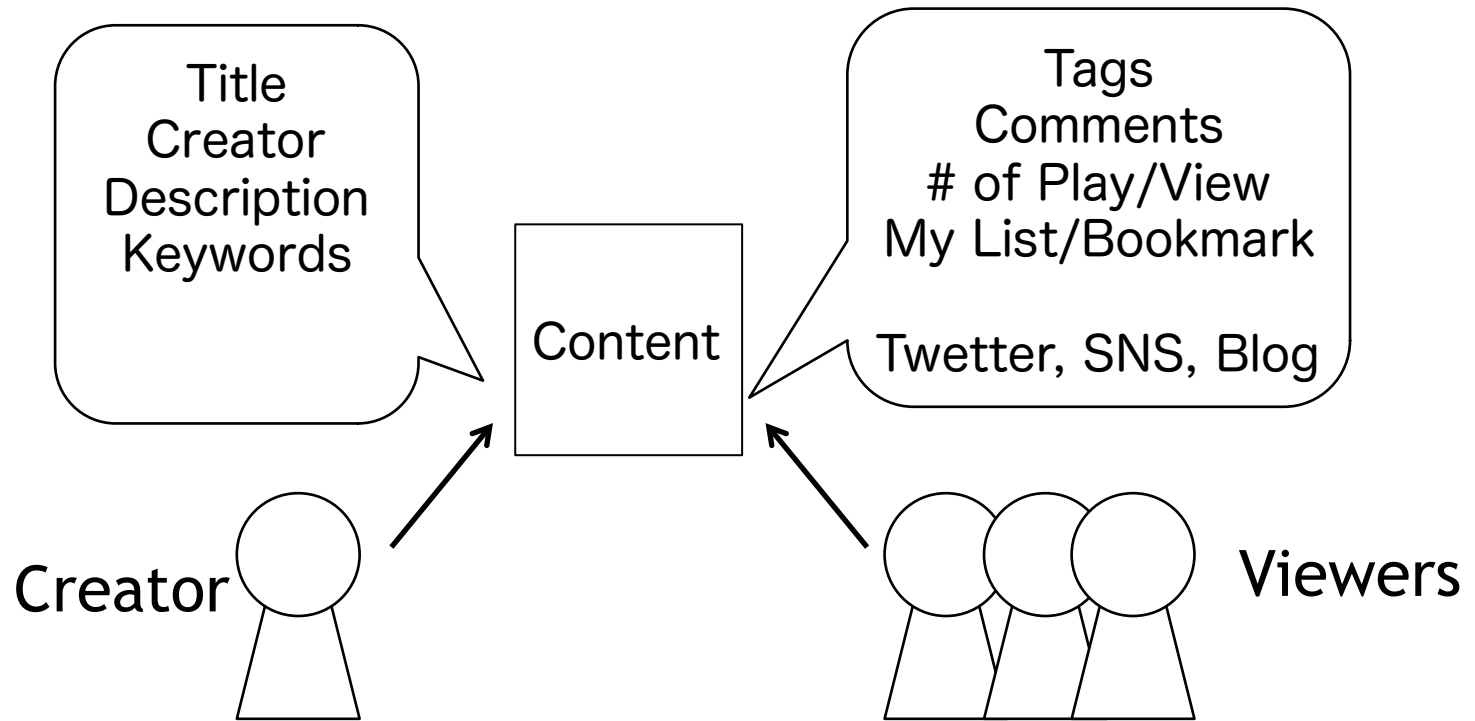 Title
Creator
Description
Keywords
Tags
Comments
# of Play/View
My List/Bookmark
Twetter, SNS, Blog
Content
Creator
Viewers